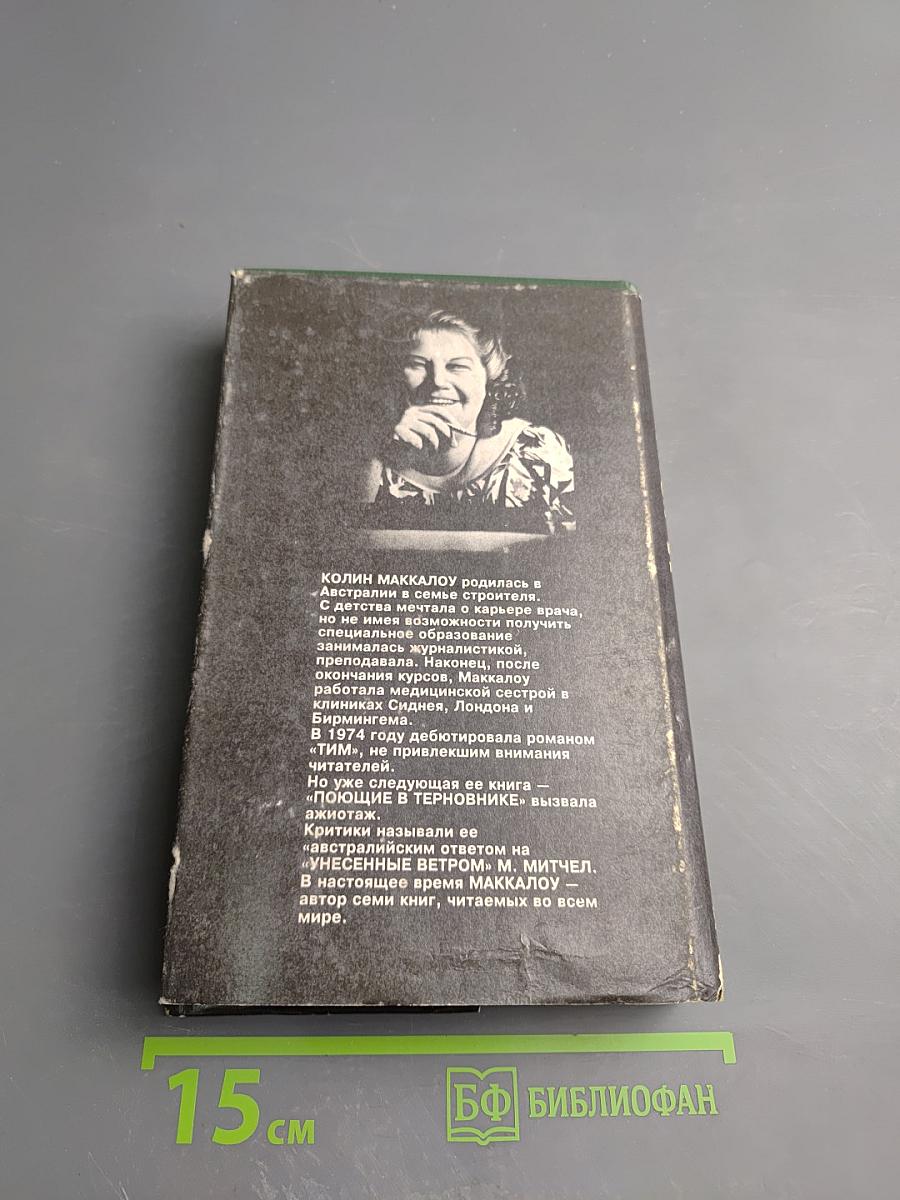 КОЛИН МАККАЛОУ родилась в
Австралии в семье строителя.
С детства мечтала о карьере врача,
но не имея возможности получить
специальное образование
занималась журналистикой,
преподавала. Наконец, после
окончания курсов, Маккалоу
работала медицинской сестрой в
клиниках Сиднея, Лондона и
Бирмингема.
В 1974 году дебютировала романом
«ТИМ», не привлекшим внимания
читателей.
Но уже следующая ее книга —
«ПОЮЩИЕ В ТЕРНОВНИКЕ» вызвала
ажиотаж.
Критики называли ее
«австралийским ответом на
«УНЕСЕННЫЕ ВЕТРОМ» М. МИТЧЕЛ.
В настоящее время МАККАЛОУ —
автор семи книг, читаемых во всем
мире.
15 см
БФ БИБЛИОФАН